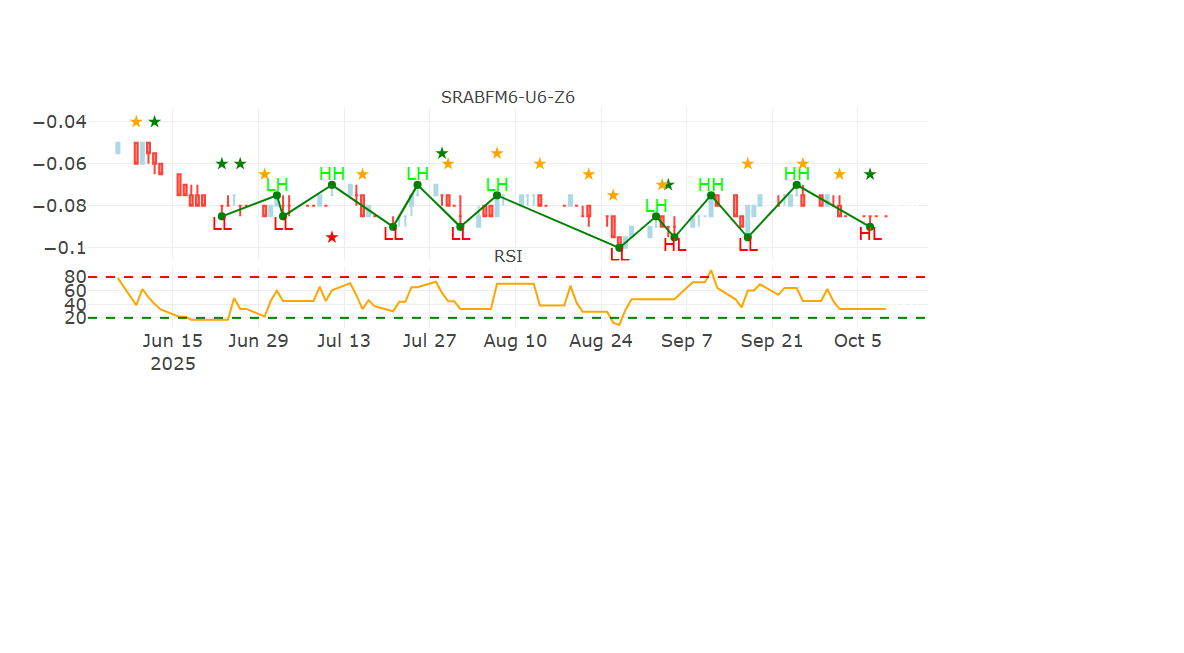 SRABFM6-U6-Z6
−0.04
−0.06
−0.08
−0.1
HH
LH
HH
LH
LH
LH
HH
LL
LL
LL
LL
LL
HL
LL
HL
RSI
80
60
40
20
Jun 15
2025
Jun 29
Jul 13
Jul 27
Aug 10
Aug 24
Sep 7
Sep 21
Oct 5